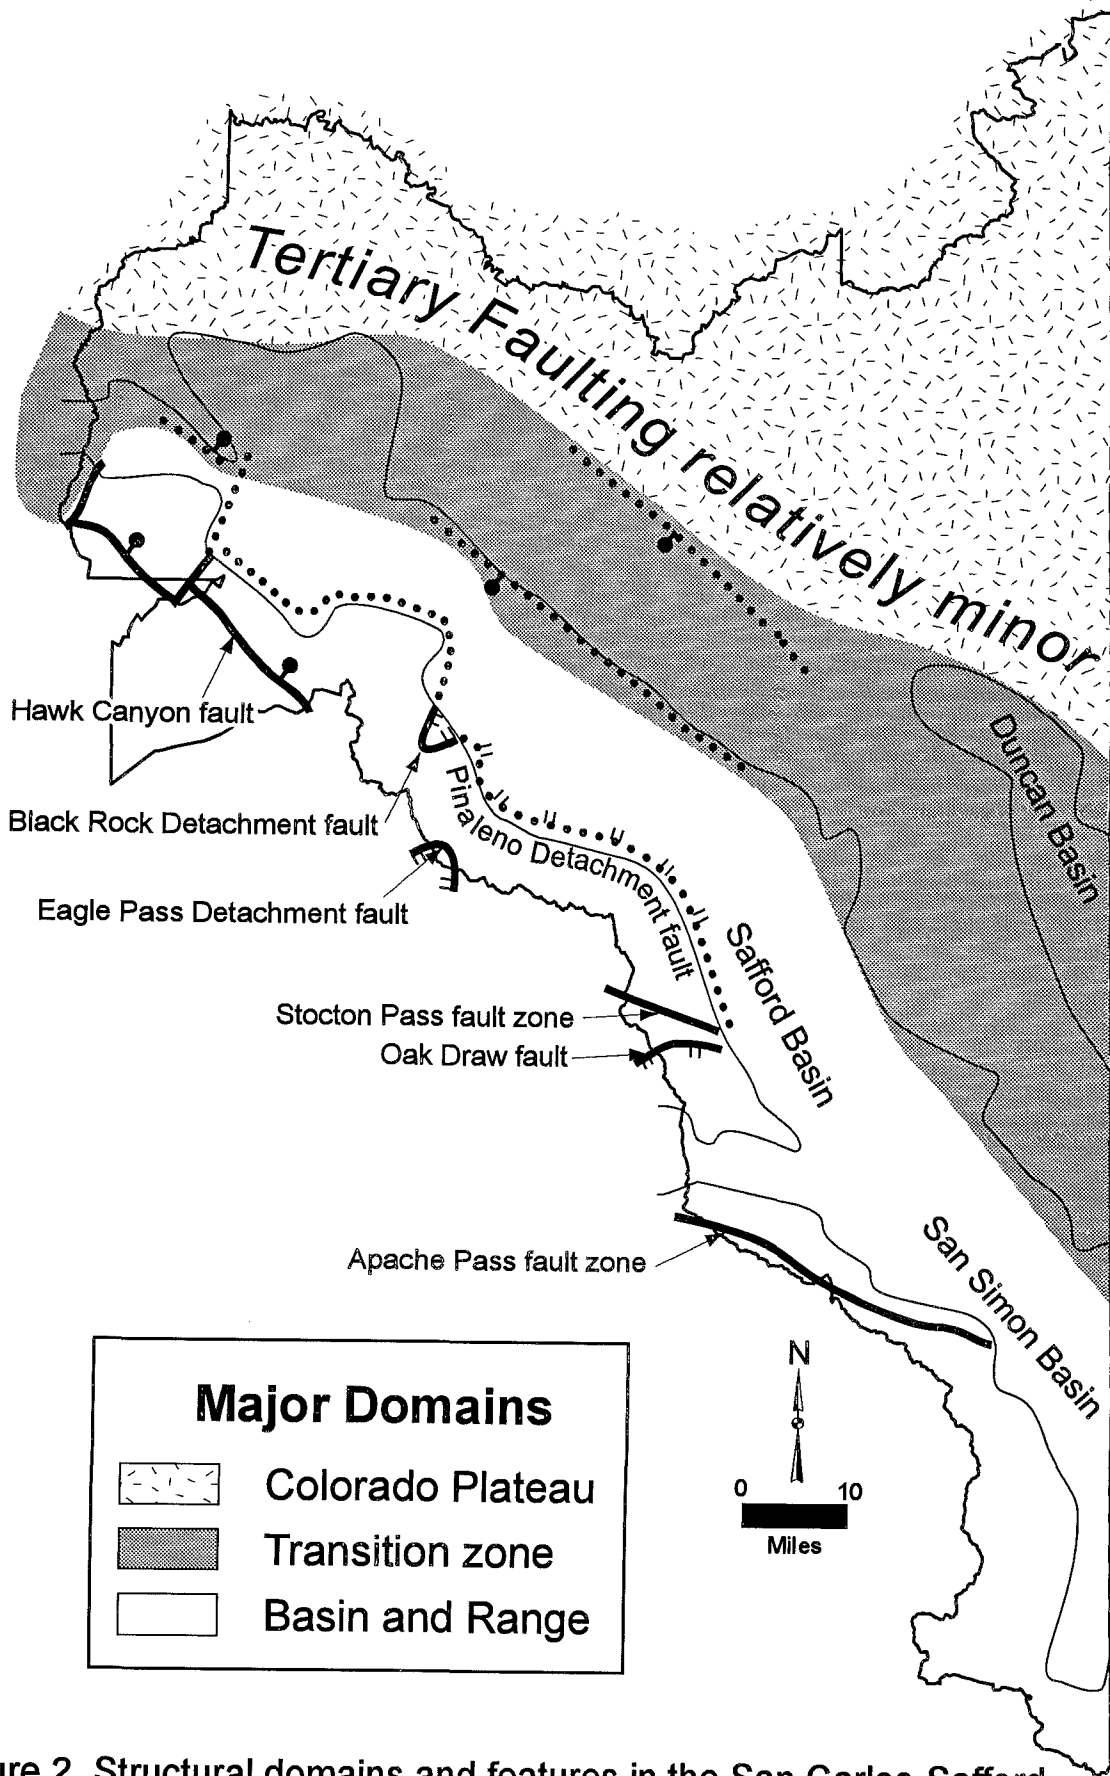 Tertiary Faulting relatively minor
Duncan Basin
Hawk Canyon fault
Black Rock Detachment fault
Pinaleno Detachment fault
Eagle Pass Detachment fault
Safford Basin
Stocton Pass fault zone
Oak Draw fault
Apache Pass fault zone
San Simon Basin
N
0 10
Miles
Major Domains
Colorado Plateau
Transition zone
Basin and Range
2. Structural domains and features in the San Carlos-Safford